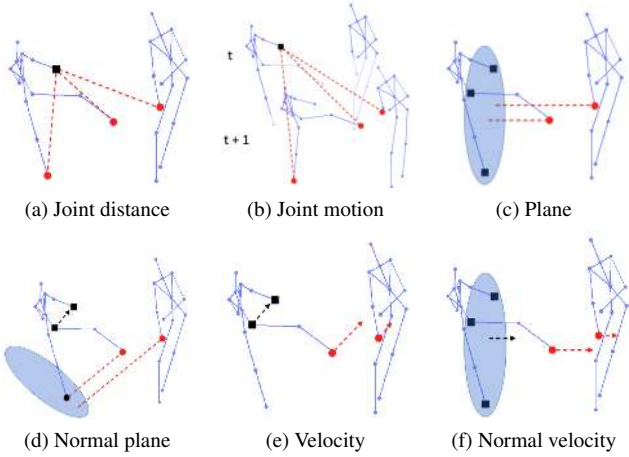 t
t + 1
(a) Joint distance
(b) Joint motion
(c) Plane
(d) Normal plane
(e) Velocity
(f) Normal velocity